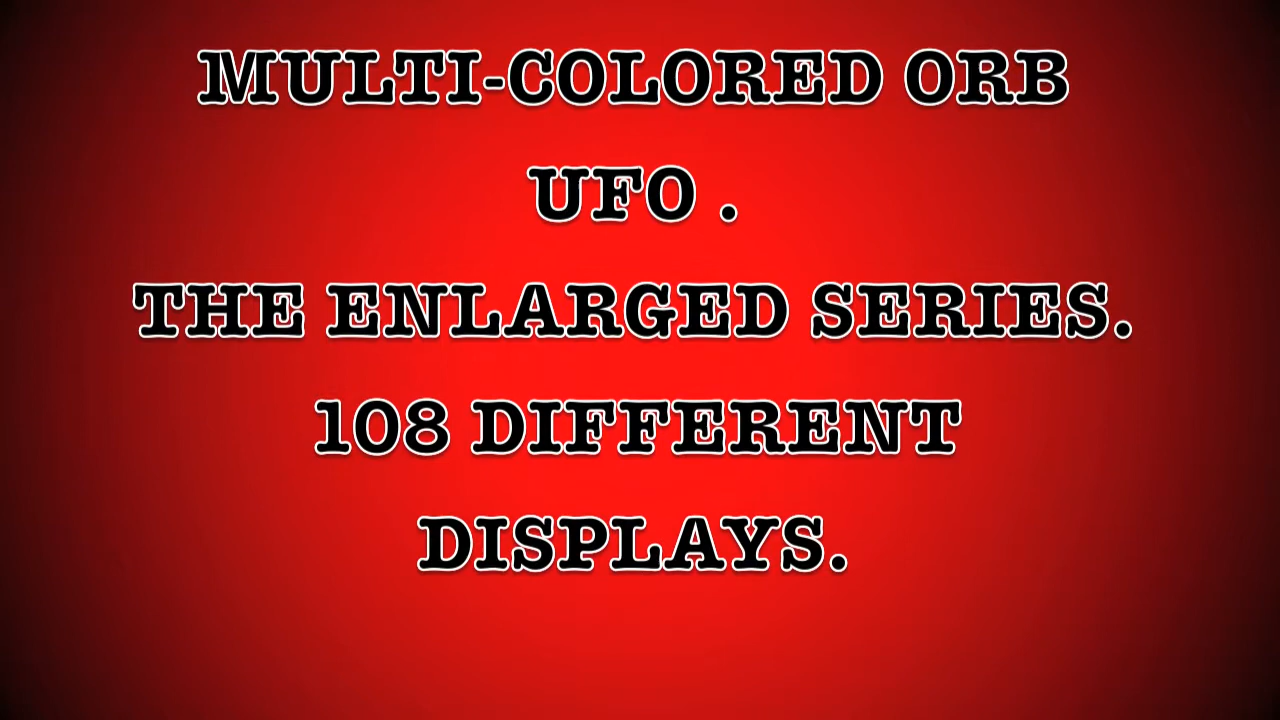 MULTI-COLORED ORB
UFO .
THE ENLARGED SERIES.
108 DIFFERENT
DISPLAYS.